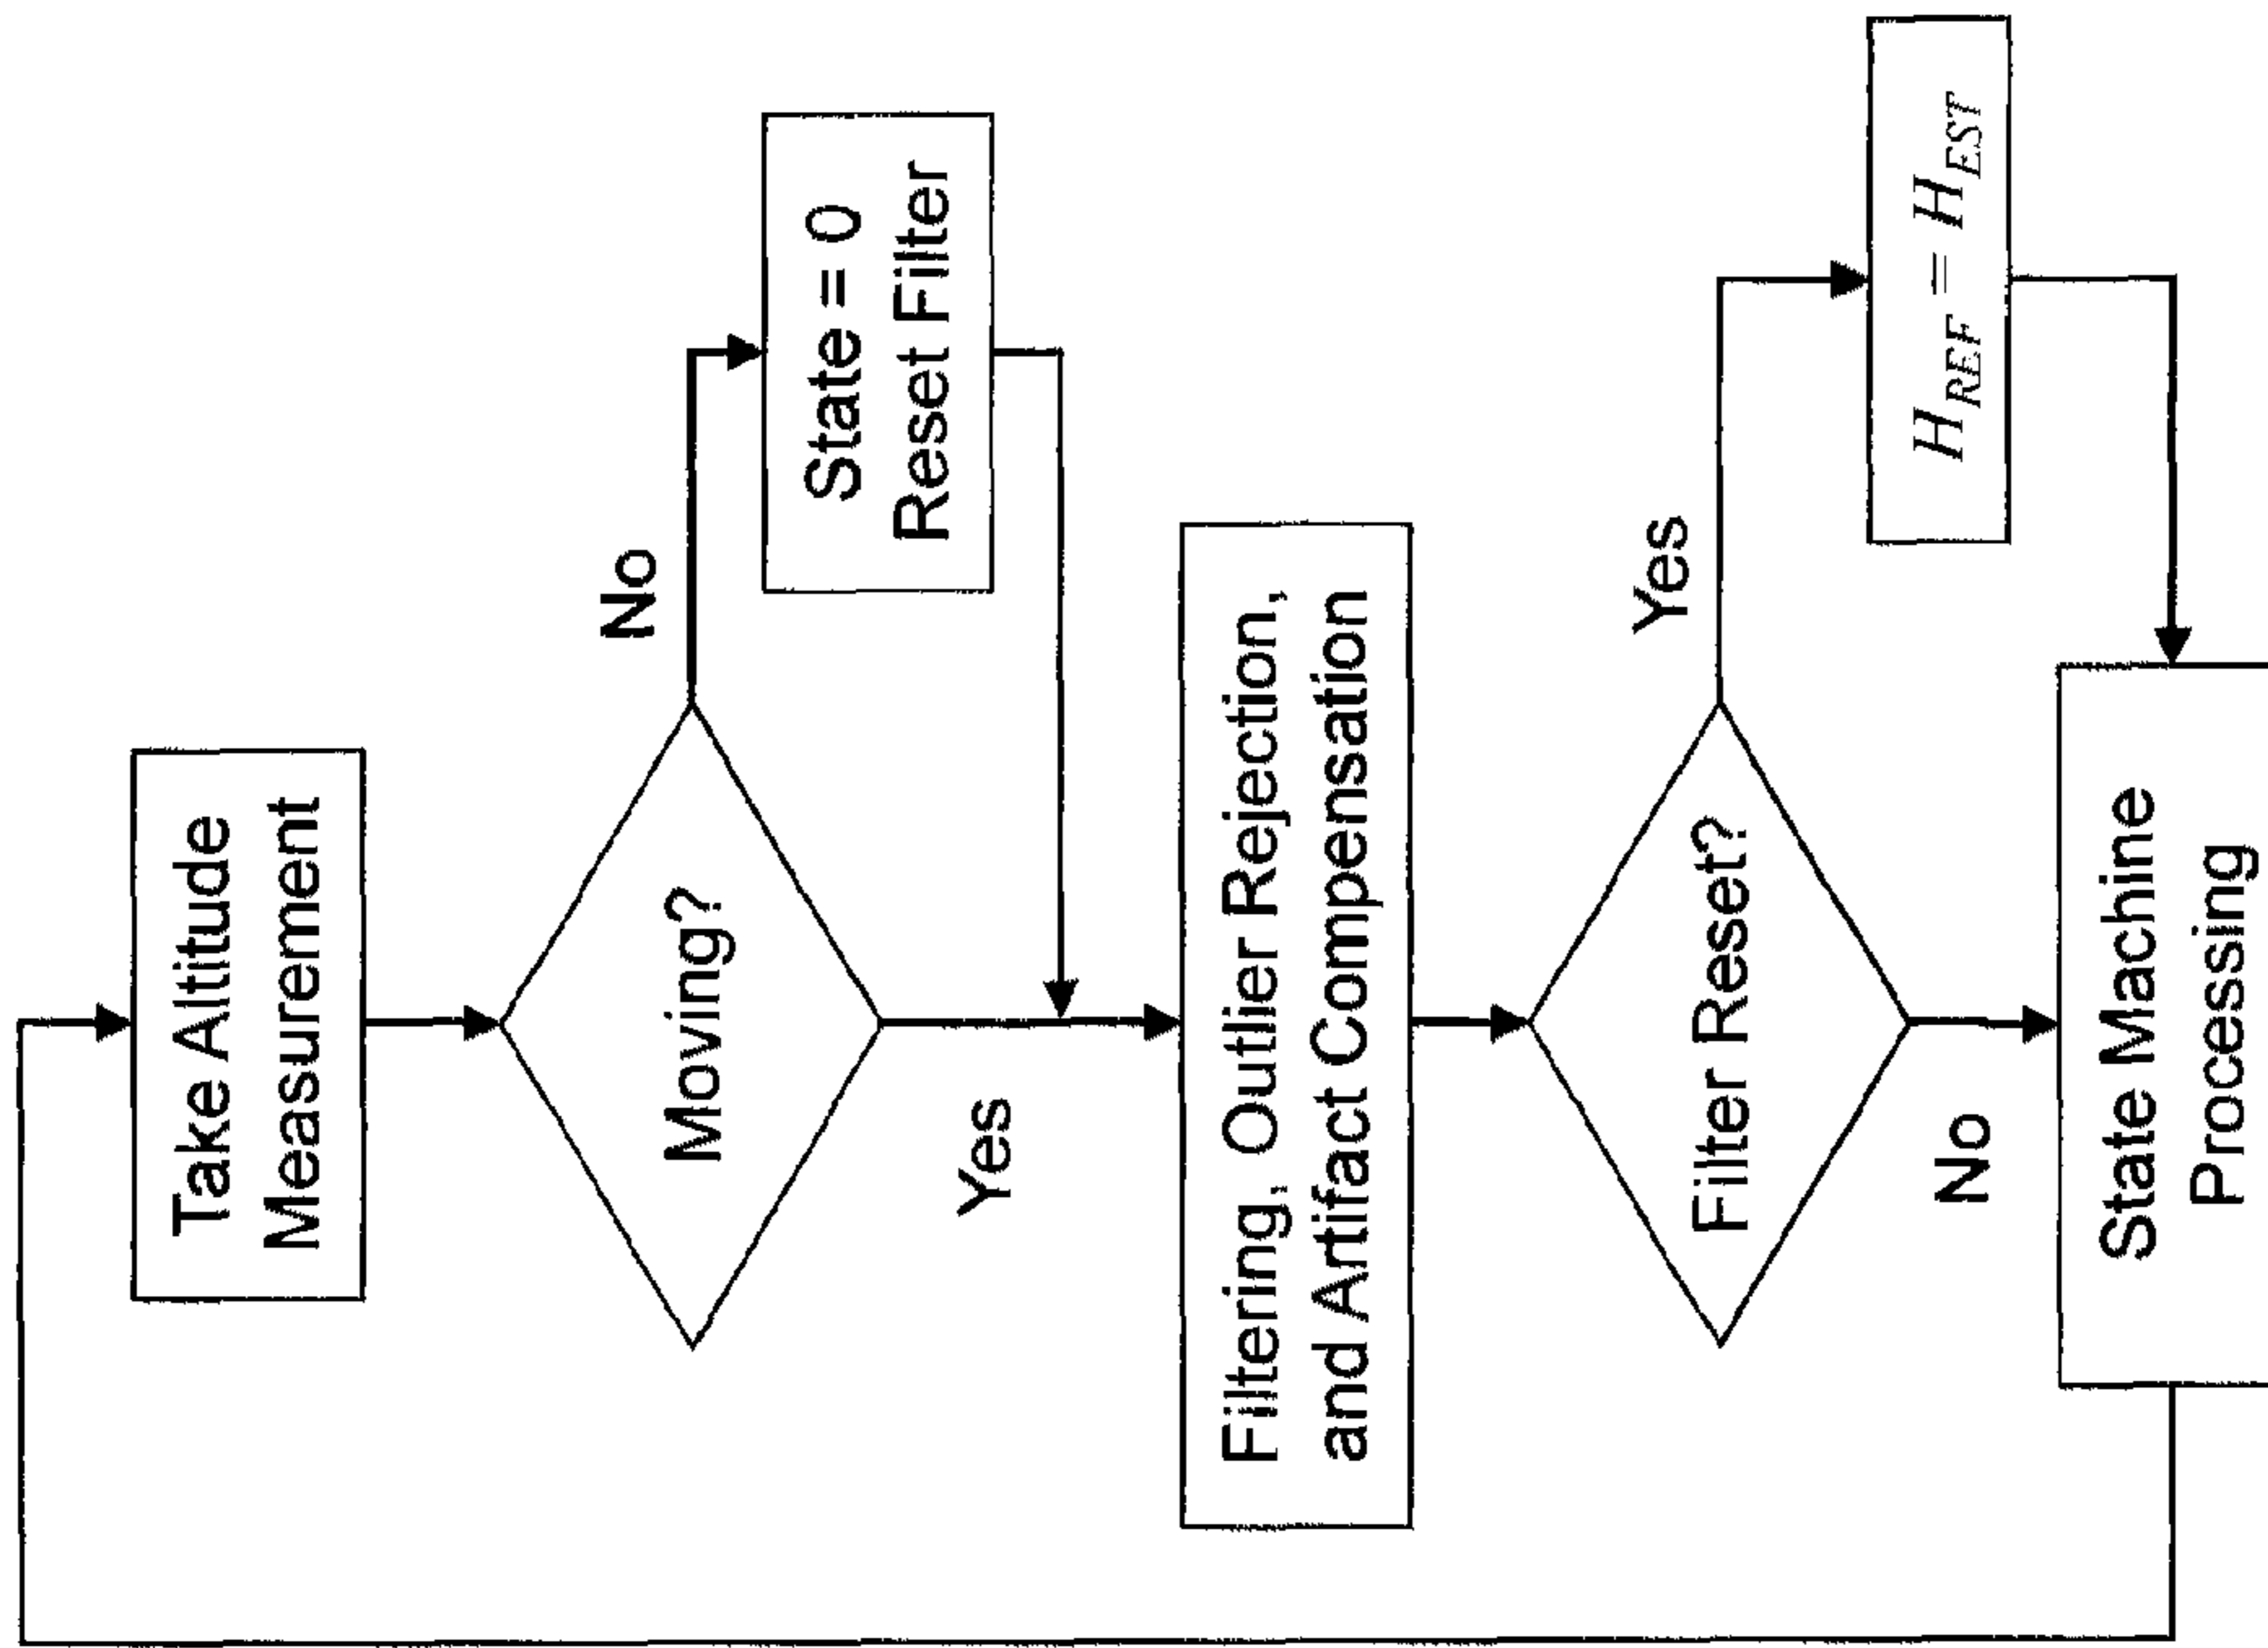 Take Altitude
Measurement
Moving?
No
State = 0
Reset Filter
Yes
Filtering, Outlier Rejection,
and Artifact Compensation
Filter Reset?
Yes
H_REF = H_EST
No
State Machine
Processing